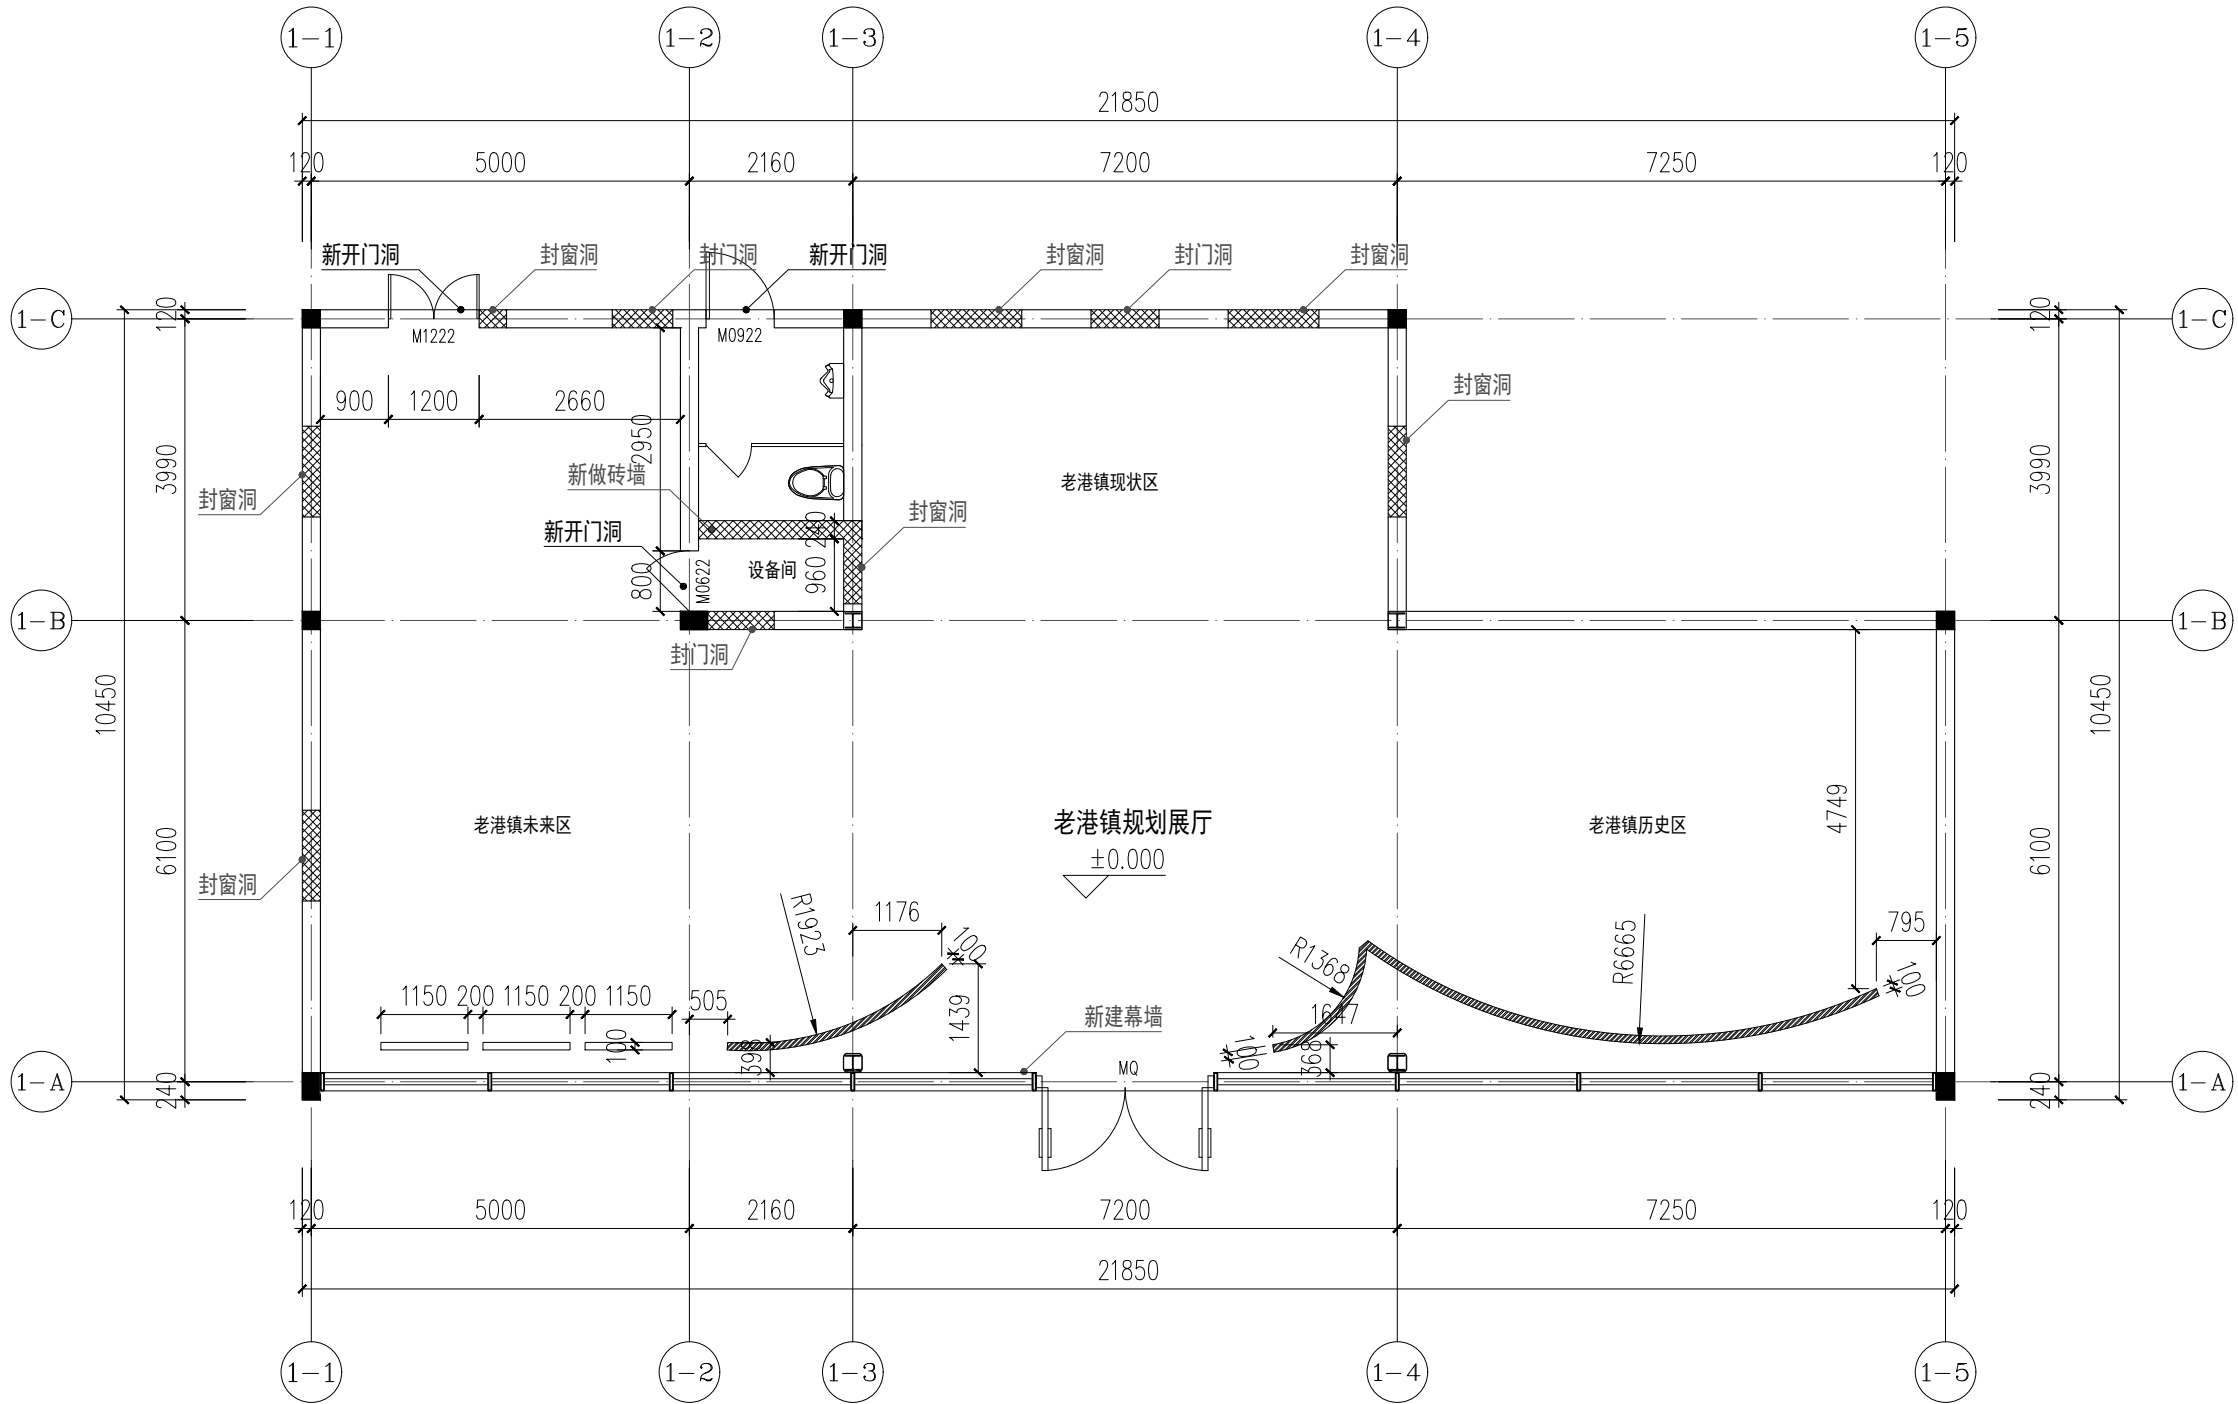 1-1
1-2
1-3
1-4
1-5
21850
120
5000
2160
7200
7250
120
新开门洞
封窗洞
封门洞
新开门洞
封窗洞
封门洞
封窗洞
1-C
120
M1222
M0922
120
1-C
900
1200
2660
封窗洞
2950
3990
3990
封窗洞
新做砖墙
老港镇现状区
封窗洞
新开门洞
240
800
M0622
设备间
960
1-B
1-B
封门洞
10450
10450
4749
老港镇未来区
老港镇规划展厅
老港镇历史区
±0.000
6100
6100
封窗洞
R1923
1176
100
795
R1368
R6665
100
1150
200
1150
200
1150
505
1439
新建幕墙
1647
100
398
100
368
MQ
1-A
240
240
1-A
120
5000
2160
7200
7250
120
21850
1-1
1-2
1-3
1-4
1-5